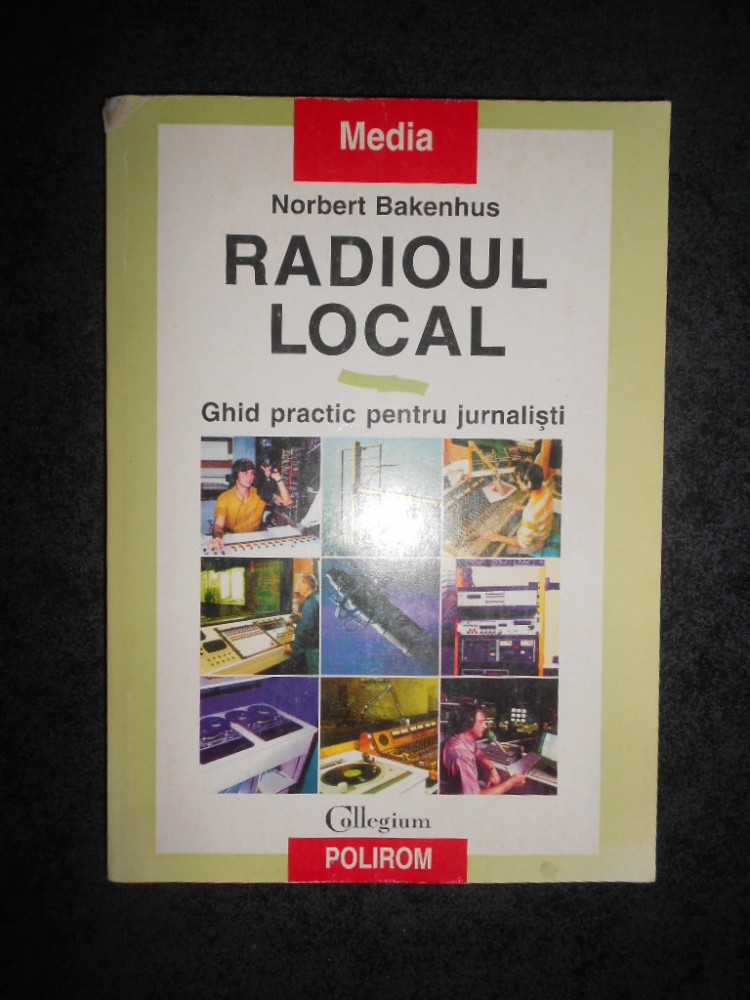 Media
Norbert Bakenhus
RADIOUL
LOCAL
Ghid practic pentru jurnaliști
Collegium
POLIROM